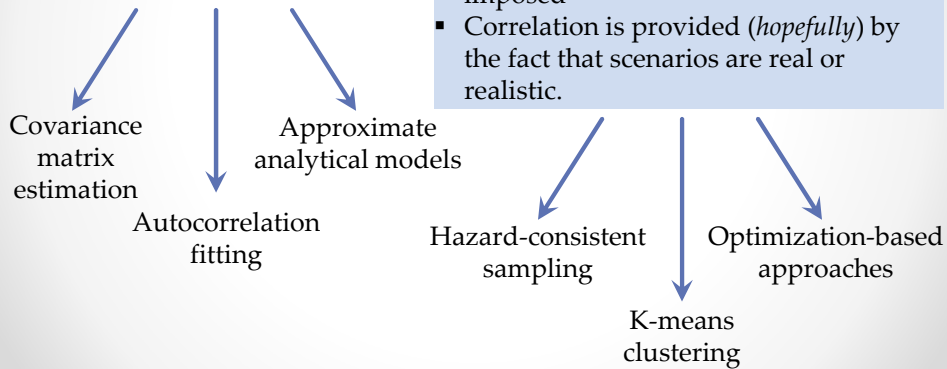 imposed
▪ Correlation is provided (hopefully) by
the fact that scenarios are real or
realistic.
Covariance
matrix
estimation
Approximate
analytical models
Autocorrelation
fitting
Hazard-consistent
sampling
Optimization-based
approaches
K-means
clustering